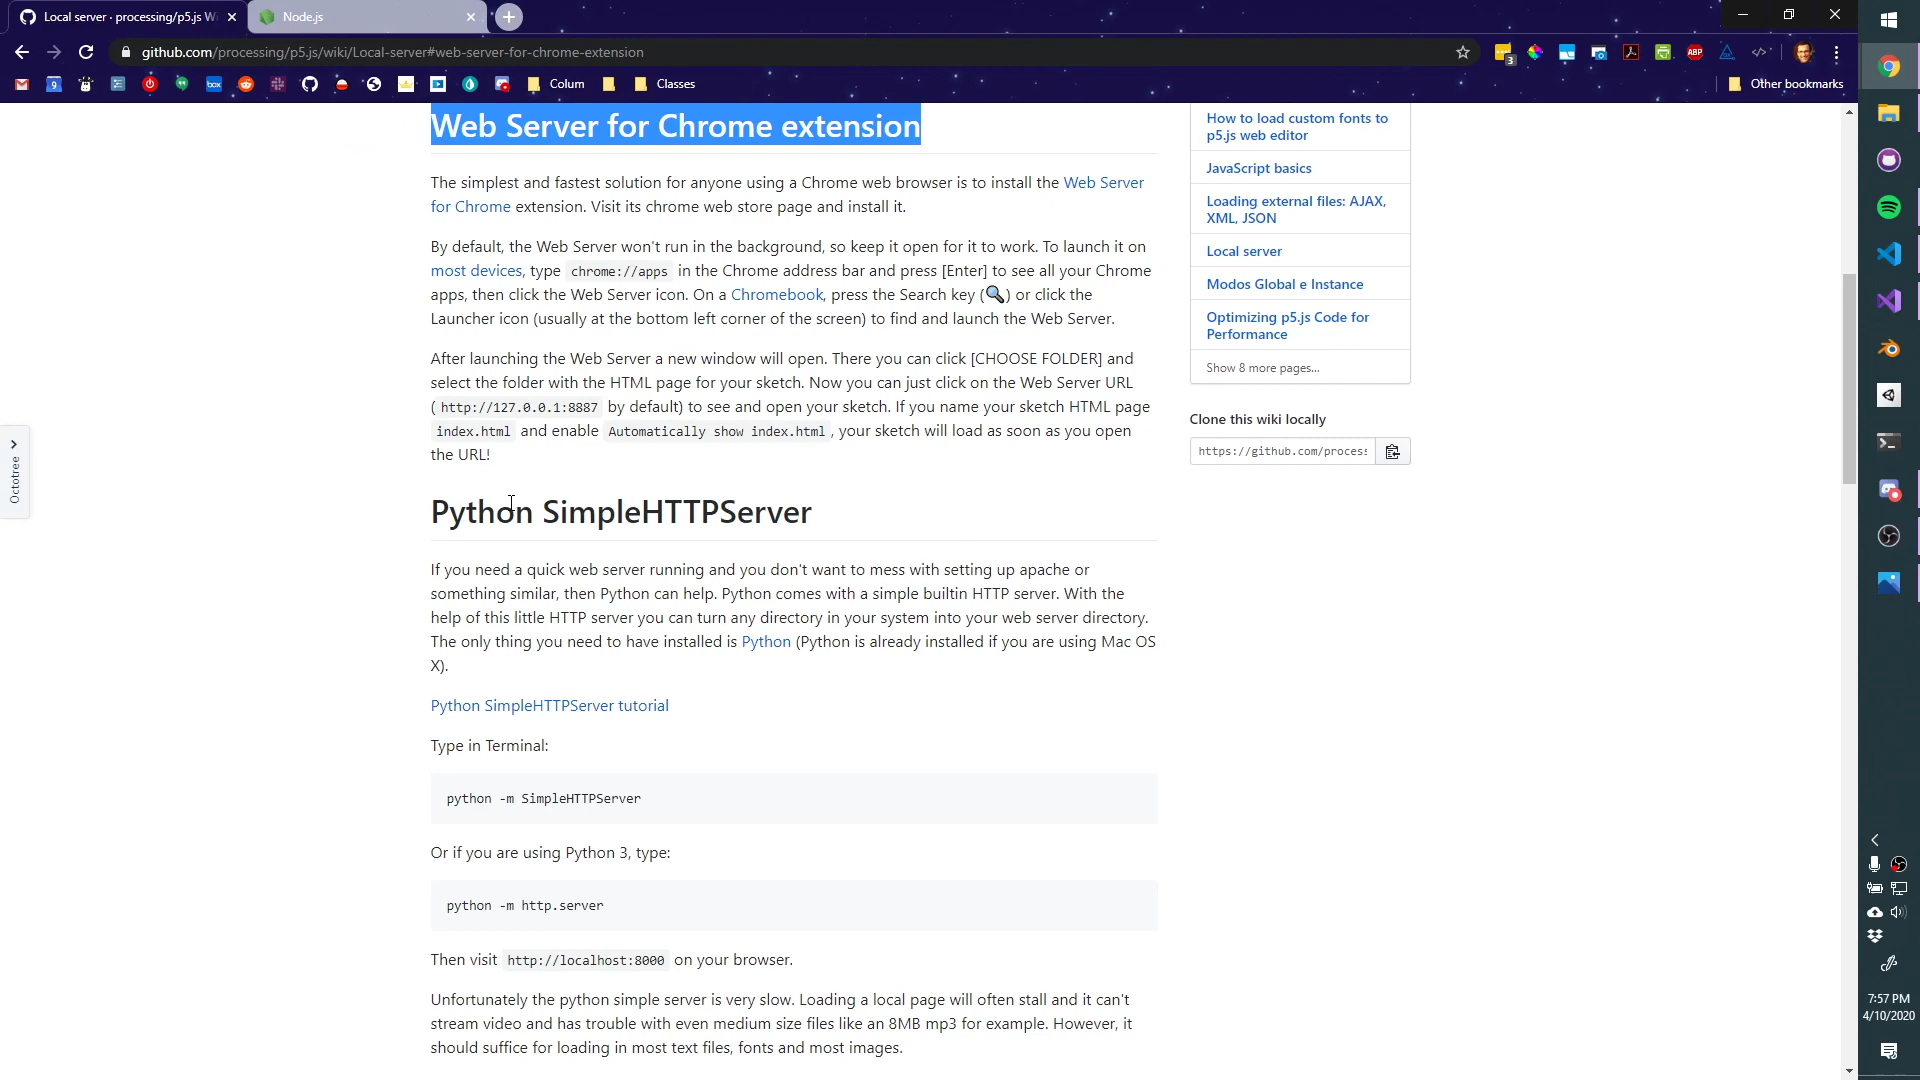 Local server · processing/p5.js Wi
Node.js
github.com/processing/p5.js/wiki/Local-server#web-server-for-chrome-extension
3
ABP
9
box
Colum
Classes
Other bookmarks
Web Server for Chrome extension
The simplest and fastest solution for anyone using a Chrome web browser is to install the Web Server
for Chrome extension. Visit its chrome web store page and install it.
By default, the Web Server won't run in the background, so keep it open for it to work. To launch it on
most devices, type chrome://apps in the Chrome address bar and press [Enter] to see all your Chrome
apps, then click the Web Server icon. On a Chromebook, press the Search key (🔍) or click the
Launcher icon (usually at the bottom left corner of the screen) to find and launch the Web Server.
After launching the Web Server a new window will open. There you can click [CHOOSE FOLDER] and
select the folder with the HTML page for your sketch. Now you can just click on the Web Server URL
( http://127.0.0.1:8887 by default) to see and open your sketch. If you name your sketch HTML page
index.html and enable Automatically show index.html , your sketch will load as soon as you open
the URL!
Octotree
Python SimpleHTTPServer
If you need a quick web server running and you don't want to mess with setting up apache or
something similar, then Python can help. Python comes with a simple builtin HTTP server. With the
help of this little HTTP server you can turn any directory in your system into your web server directory.
The only thing you need to have installed is Python (Python is already installed if you are using Mac OS
X).
Python SimpleHTTPServer tutorial
Type in Terminal:
python -m SimpleHTTPServer
Or if you are using Python 3, type:
python -m http.server
Then visit http://localhost:8000 on your browser.
Unfortunately the python simple server is very slow. Loading a local page will often stall and it can't
stream video and has trouble with even medium size files like an 8MB mp3 for example. However, it
should suffice for loading in most text files, fonts and most images.
How to load custom fonts to
p5.js web editor
JavaScript basics
Loading external files: AJAX,
XML, JSON
Local server
Modos Global e Instance
Optimizing p5.js Code for
Performance
Show 8 more pages...
Clone this wiki locally
https://github.com/process
7:57 PM
4/10/2020